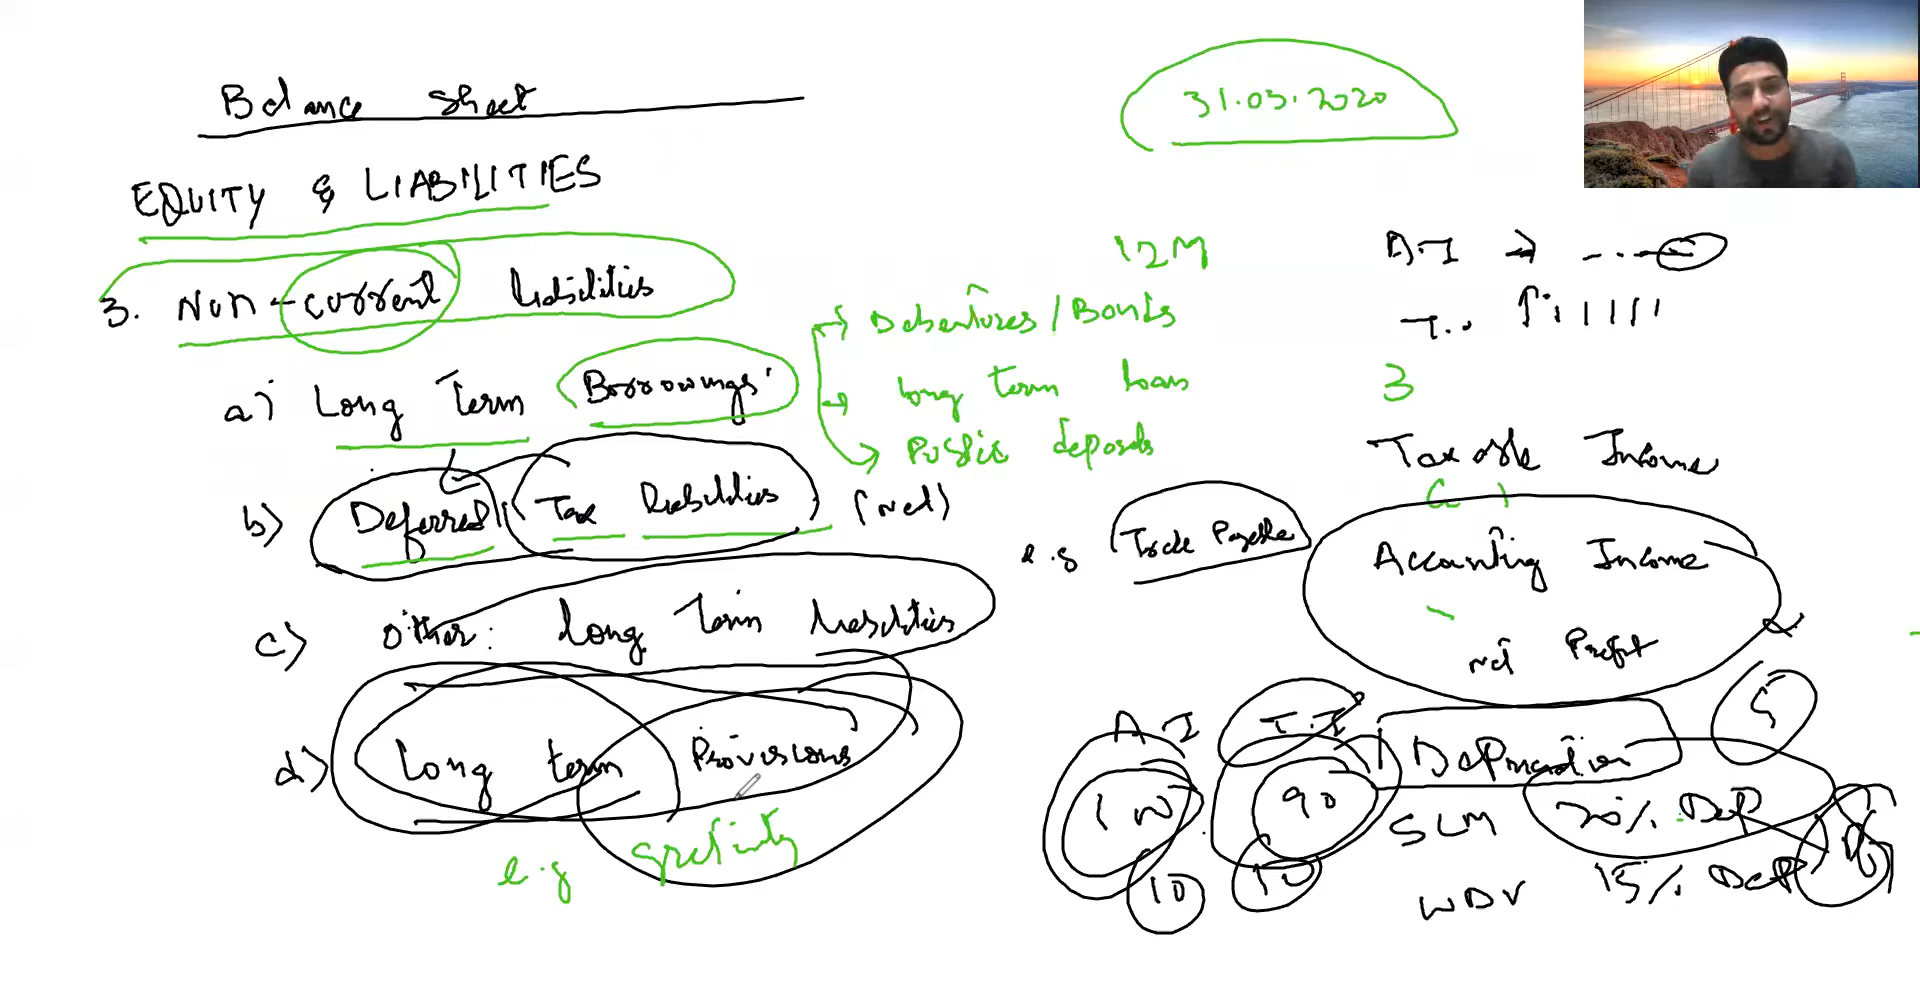 Balance Sheet
31.03.2020
EQUITY & LIABILITIES
3. Non-current liabilities
12M
a) Long Term Borrowings
→ Debentures / Bonds
→ long term loan
→ Public deposits
3
b) Deferred Tax Liabilities (net)
Taxable Income
e.g Trade Payable
Accounting Income
net Profit
c) other Long Term liabilities
d) Long term Provisions
e.g gratuity
A.I T.I Depreciation
100 90 SLM 20% Dep
10 10 WDV 15% Dep